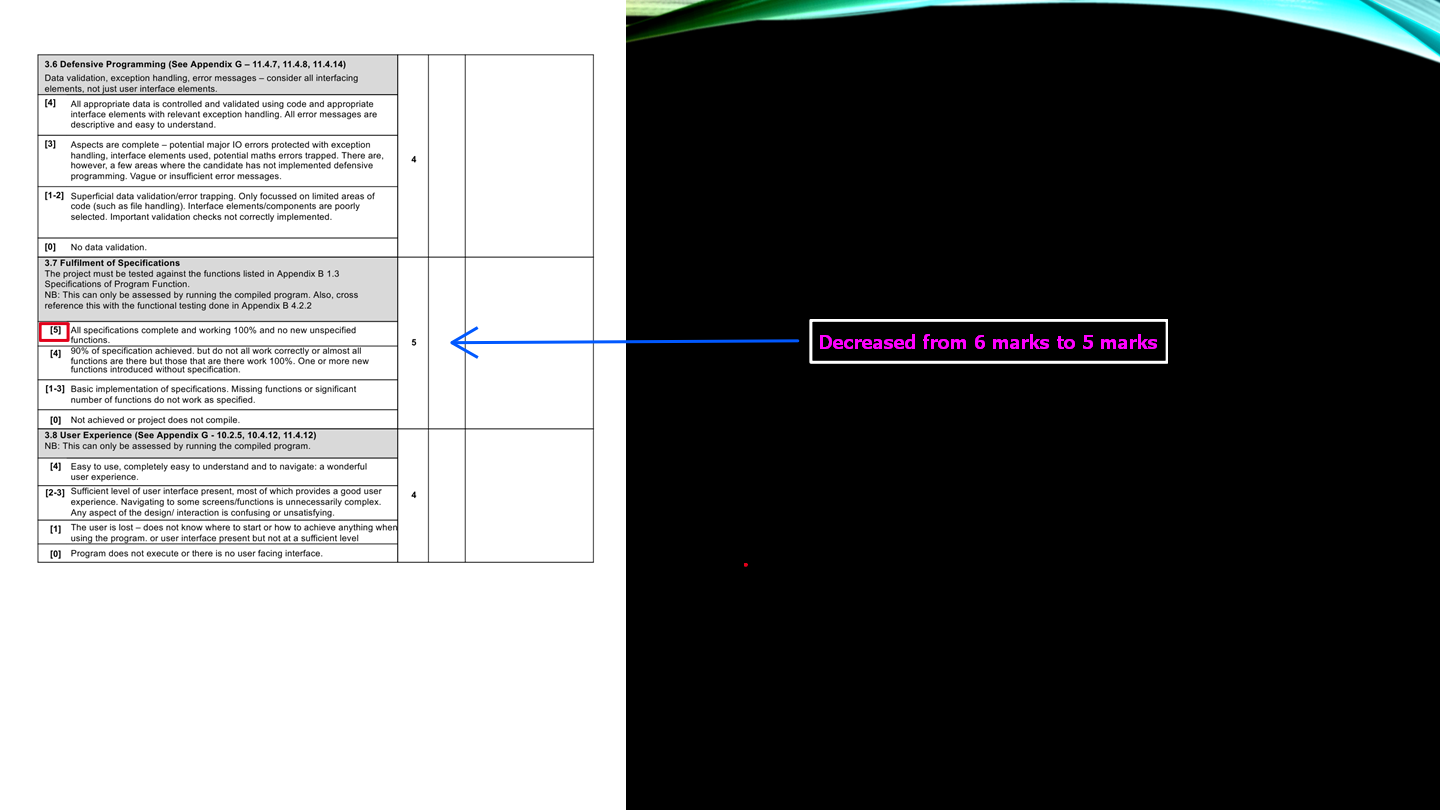 3.6 Defensive Programming (See Appendix G – 11.4.7, 11.4.8, 11.4.14)
Data validation, exception handling, error messages – consider all interfacing
elements, not just user interface elements.
[4] All appropriate data is controlled and validated using code and appropriate
interface elements with relevant exception handling. All error messages are
descriptive and easy to understand.
[3] Aspects are complete – potential major IO errors protected with exception
handling, interface elements used, potential maths errors trapped. There are,
however, a few areas where the candidate has not implemented defensive
programming. Vague or insufficient error messages.
4
[1-2] Superficial data validation/error trapping. Only focussed on limited areas of
code (such as file handling). Interface elements/components are poorly
selected. Important validation checks not correctly implemented.
[0] No data validation.
3.7 Fulfilment of Specifications
The project must be tested against the functions listed in Appendix B 1.3
Specifications of Program Function.
NB: This can only be assessed by running the compiled program. Also, cross
reference this with the functional testing done in Appendix B 4.2.2
[5] All specifications complete and working 100% and no new unspecified
functions.
5
Decreased from 6 marks to 5 marks
[4] 90% of specification achieved. but do not all work correctly or almost all
functions are there but those that are there work 100%. One or more new
functions introduced without specification.
[1-3] Basic implementation of specifications. Missing functions or significant
number of functions do not work as specified.
[0] Not achieved or project does not compile.
3.8 User Experience (See Appendix G - 10.2.5, 10.4.12, 11.4.12)
NB: This can only be assessed by running the compiled program.
[4] Easy to use, completely easy to understand and to navigate: a wonderful
user experience.
[2-3] Sufficient level of user interface present, most of which provides a good user
experience. Navigating to some screens/functions is unnecessarily complex.
Any aspect of the design/ interaction is confusing or unsatisfying.
4
[1] The user is lost – does not know where to start or how to achieve anything when
using the program. or user interface present but not at a sufficient level
[0] Program does not execute or there is no user facing interface.